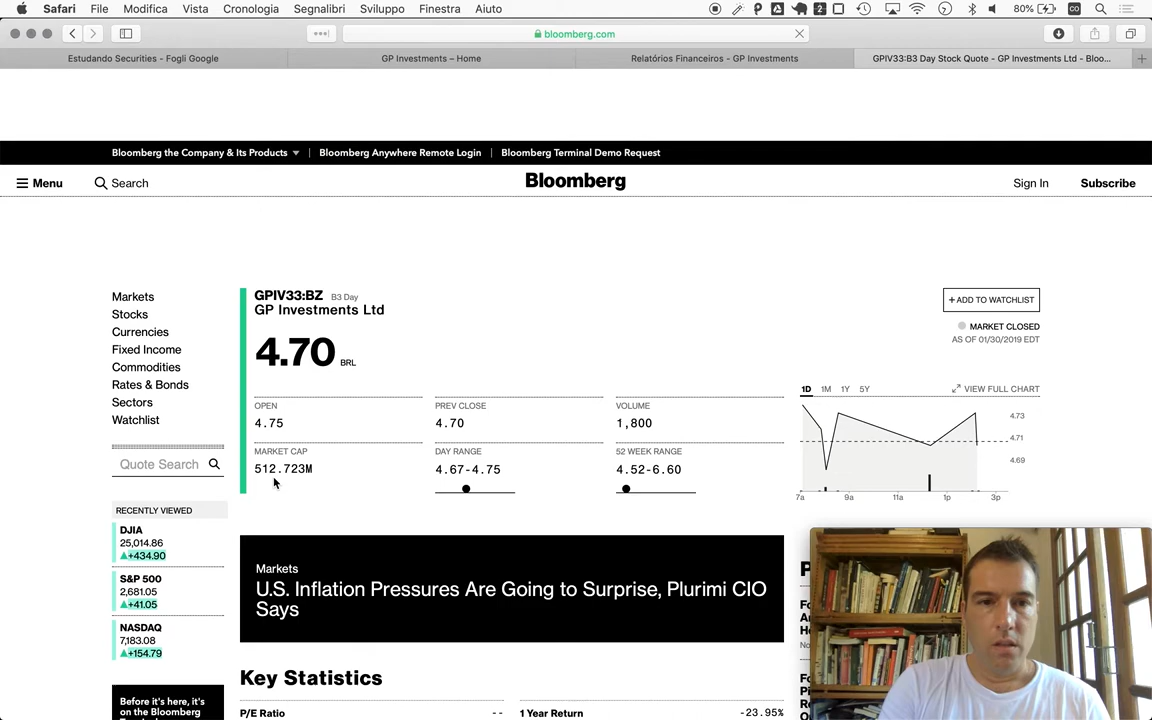 Safari File Modifica Vista Cronologia Segnalibri Sviluppo Finestra Aiuto 2 80%
bloomberg.com
Estudando Securities - Fogli Google
GP Investments – Home
Relatórios Financeiros - GP Investments
GPIV33:B3 Day Stock Quote - GP Investments Ltd - Bloo...
Bloomberg the Company & Its Products | Bloomberg Anywhere Remote Login | Bloomberg Terminal Demo Request
Menu Search
Bloomberg
Sign In Subscribe
Markets
Stocks
Currencies
Fixed Income
Commodities
Rates & Bonds
Sectors
Watchlist
Quote Search
RECENTLY VIEWED
DJIA
25,014.86
+434.90
S&P 500
2,681.05
+41.05
NASDAQ
7,183.08
+154.79
Before it's here, it's
on the Bloomberg
GPIV33:BZ B3 Day
GP Investments Ltd
4.70 BRL
OPEN
4.75
PREV CLOSE
4.70
VOLUME
1,800
MARKET CAP
512.723M
DAY RANGE
4.67-4.75
52 WEEK RANGE
4.52-6.60
+ ADD TO WATCHLIST
MARKET CLOSED
AS OF 01/30/2019 EDT
1D 1M 1Y 5Y VIEW FULL CHART
4.73
4.71
4.69
7a 9a 11a 1p 3p
Markets
U.S. Inflation Pressures Are Going to Surprise, Plurimi CIO
Says
Key Statistics
P/E Ratio --
1 Year Return -23.95%